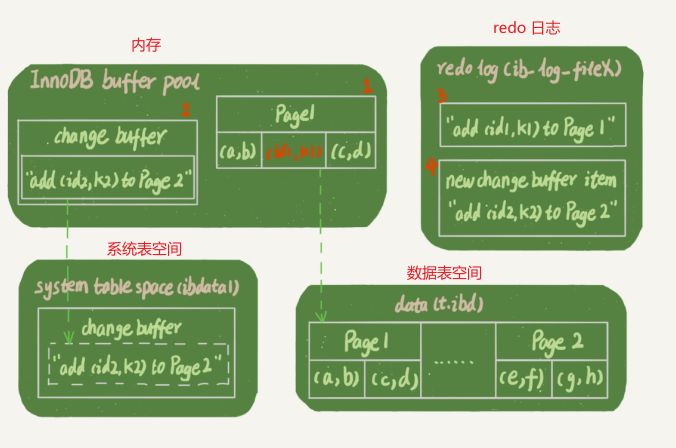 内存
InnoDB buffer pool
2
change buffer
"add (id2,k2) to Page 2"
1
Page1
(a,b) (id1,k1) (c,d)
redo 日志
redo log (ib-log-fileX)
3
"add (id1,k1) to Page 1"
4
new change buffer item
"add (id2,k2) to Page 2"
系统表空间
system table space (ibdata1)
change buffer
"add (id2,k2) to Page 2"
数据表空间
data (t.ibd)
Page1 ...... Page 2
(a,b) (c,d) (e,f) (g,h)